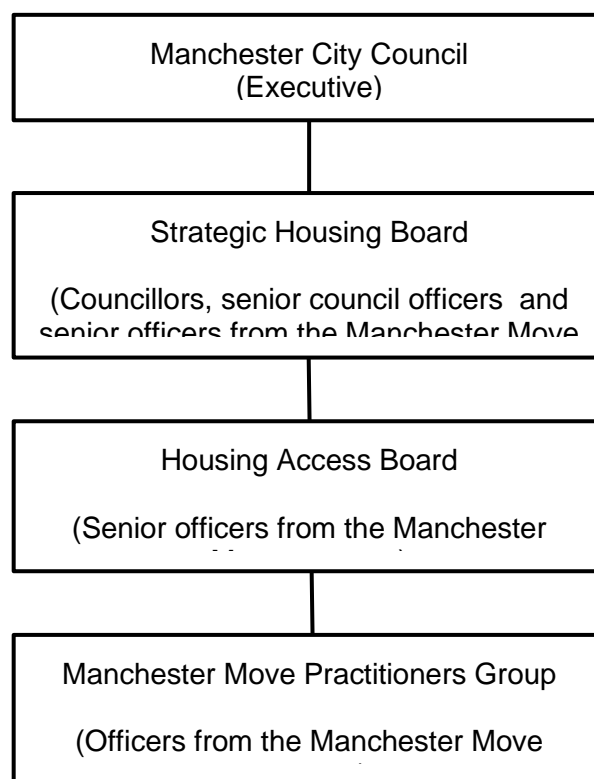 Manchester City Council
(Executive)
Strategic Housing Board
(Councillors, senior council officers and
senior officers from the Manchester Move
Housing Access Board
(Senior officers from the Manchester
Manchester Move Practitioners Group
(Officers from the Manchester Move